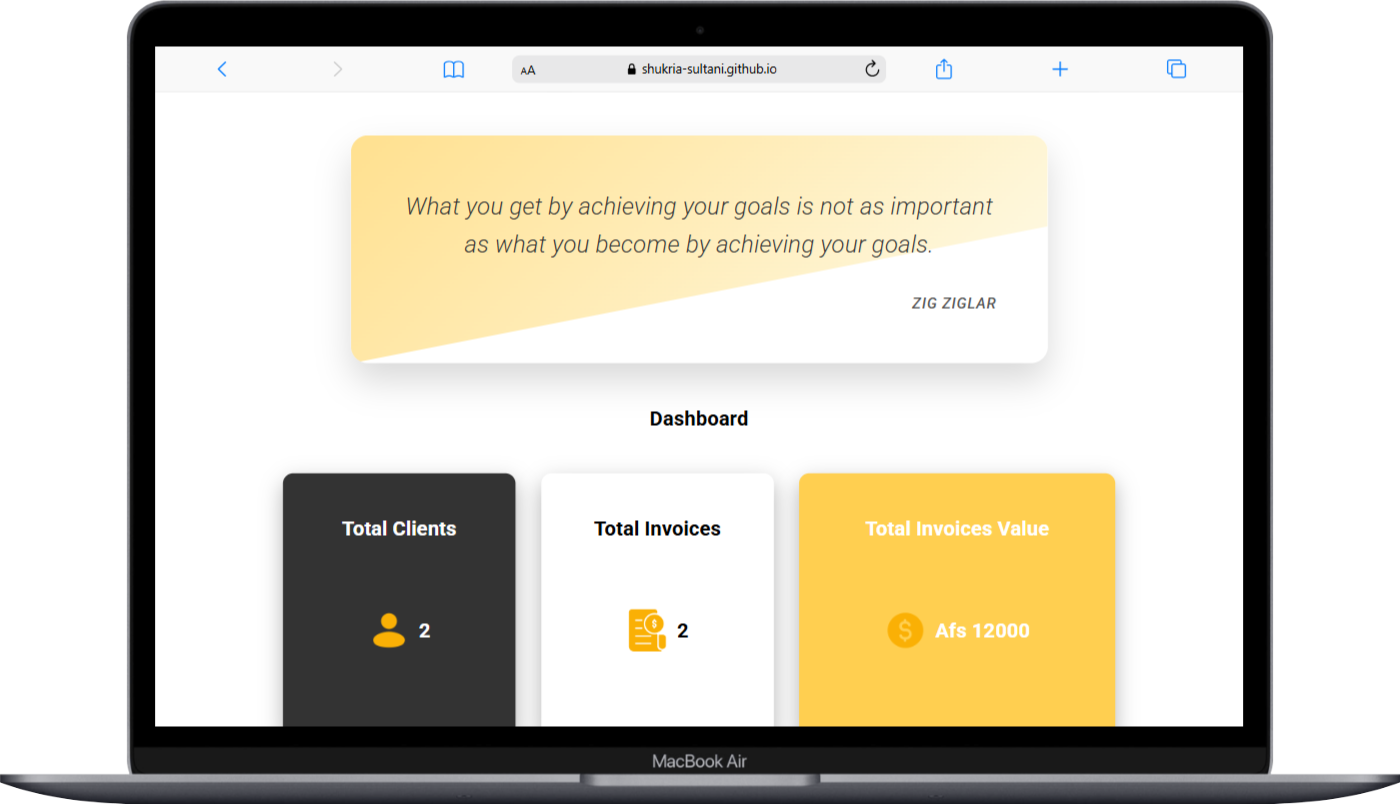 AA
shukria-sultani.github.io
What you get by achieving your goals is not as important
as what you become by achieving your goals.
ZIG ZIGLAR
Dashboard
Total Clients
2
Total Invoices
$
2
Total Invoices Value
$
Afs 12000
MacBook Air